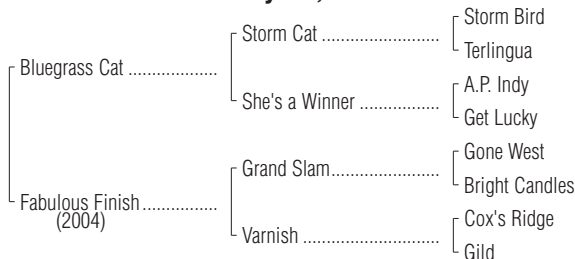 Storm Bird
Storm Cat ........................
Terlingua
Bluegrass Cat ..................
A.P. Indy
She's a Winner ................
Get Lucky
Gone West
Grand Slam......................
Bright Candles
Fabulous Finish...............
(2004)
Cox's Ridge
Varnish ...........................
Gild